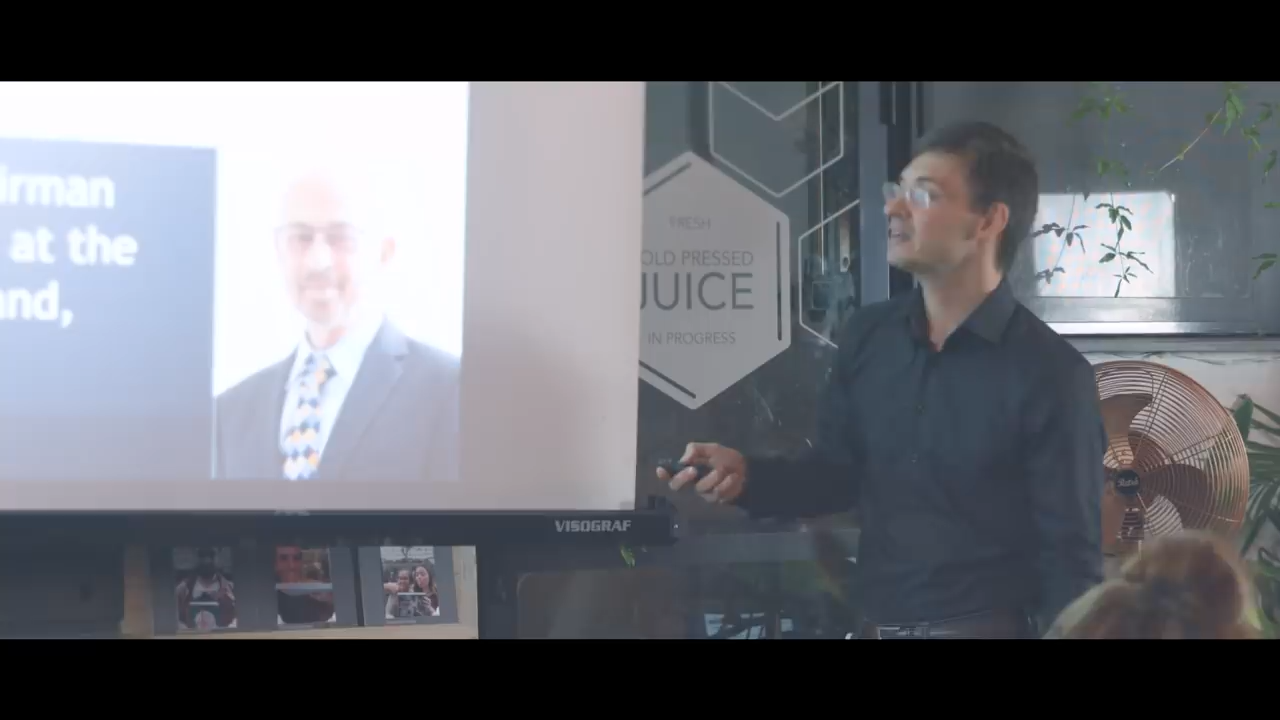 irman
at the
and,
FRESH
OLD PRESSED
JUICE
IN PROGRESS
VISOGRAF